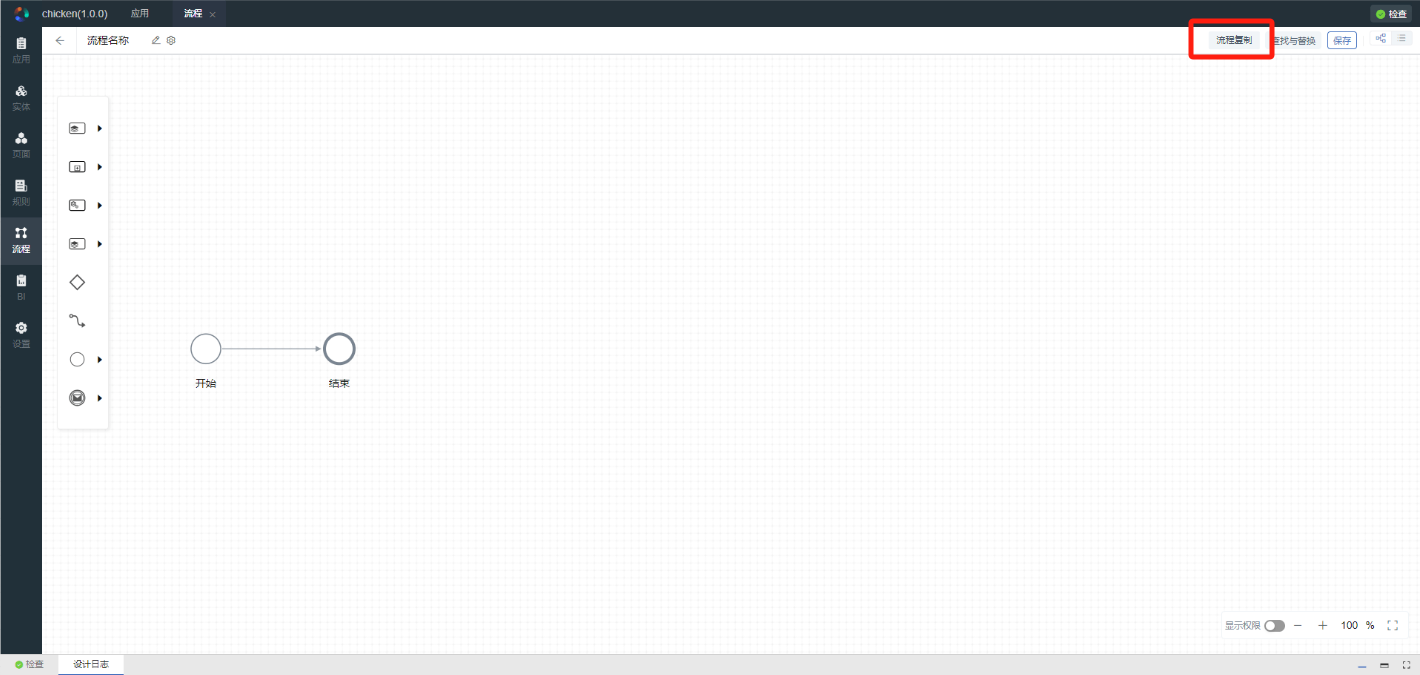 chicken(1.0.0) 应用 流程 检查
流程名称 流程复制 查找与替换 保存
应用
实体
页面
规则
流程
BI
设置
开始 结束
显示权限 100 %
检查 设计日志